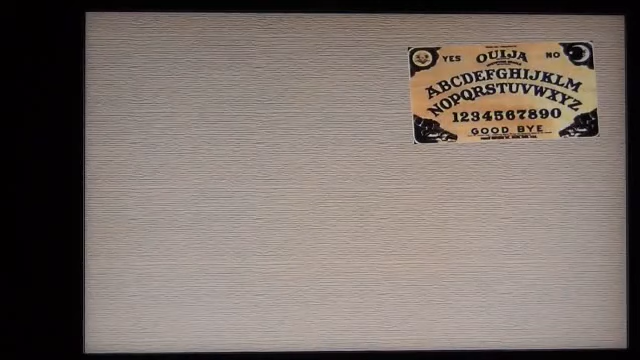 YES OUIJA NO
ABCDEFGHIJKLM
NOPQRSTUVWXYZ
1234567890
GOOD BYE